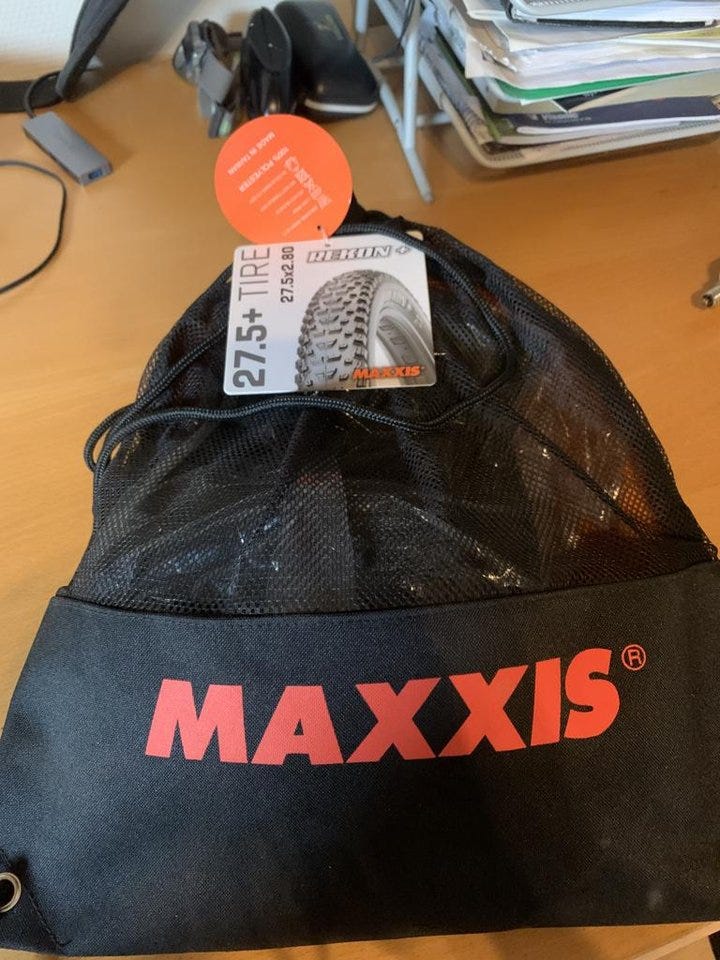 MADE IN TAIWAN
100% POLYESTER
27.5+ TIRE
27.5x2.80
REKON +
MAXXIS
MAXXIS®